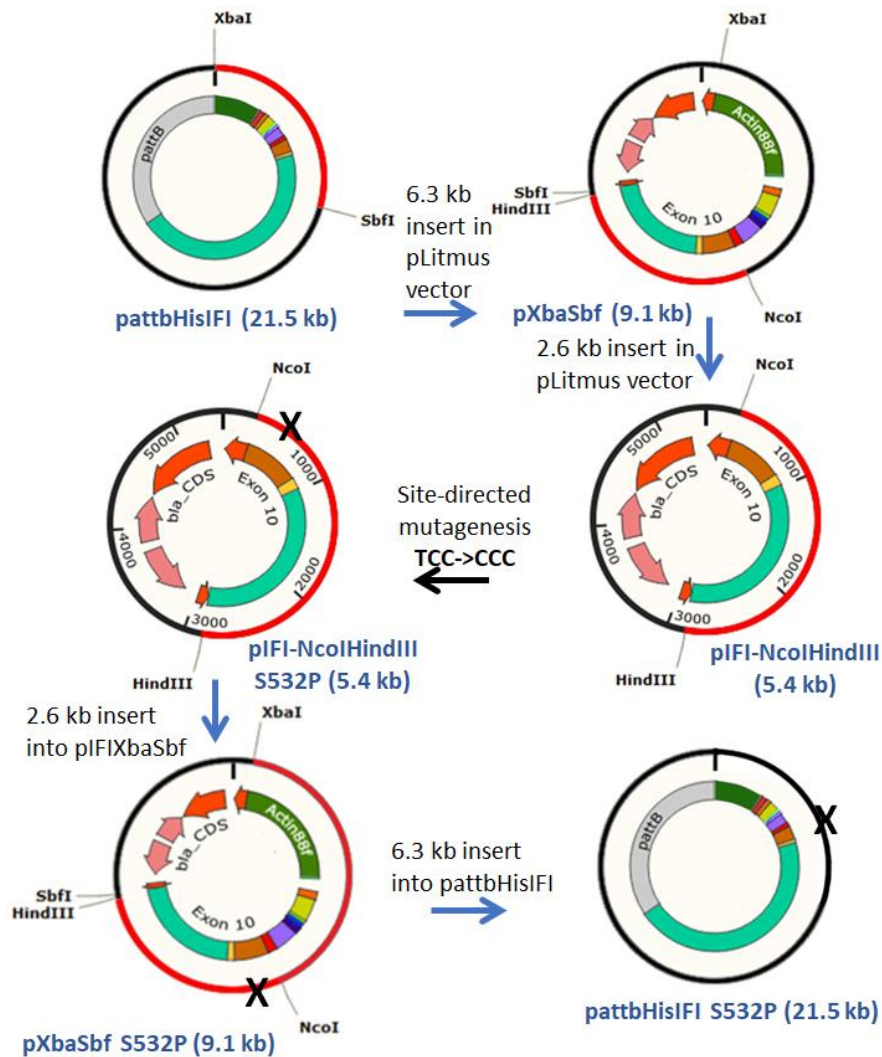 XbaI
pattB
SbfI
pattbHisIFI (21.5 kb)
6.3 kb
insert in
pLitmus
vector
XbaI
Actin88f
SbfI
HindIII
Exon 10
NcoI
pXbaSbf (9.1 kb)
2.6 kb insert in
pLitmus vector
NcoI
X
5000
1000
bla_CDS
Exon 10
4000
2000
3000
HindIII
pIFI-NcoIHindIII
S532P (5.4 kb)
Site-directed
mutagenesis
TCC->CCC
NcoI
5000
1000
bla_CDS
Exon 10
4000
2000
3000
HindIII
pIFI-NcoIHindIII
(5.4 kb)
2.6 kb insert
into pIFIXbaSbf
XbaI
bla_CDS
Actin88f
SbfI
HindIII
Exon 10
X
NcoI
pXbaSbf S532P (9.1 kb)
6.3 kb insert
into pattbHisIFI
pattB
X
pattbHisIFI S532P (21.5 kb)